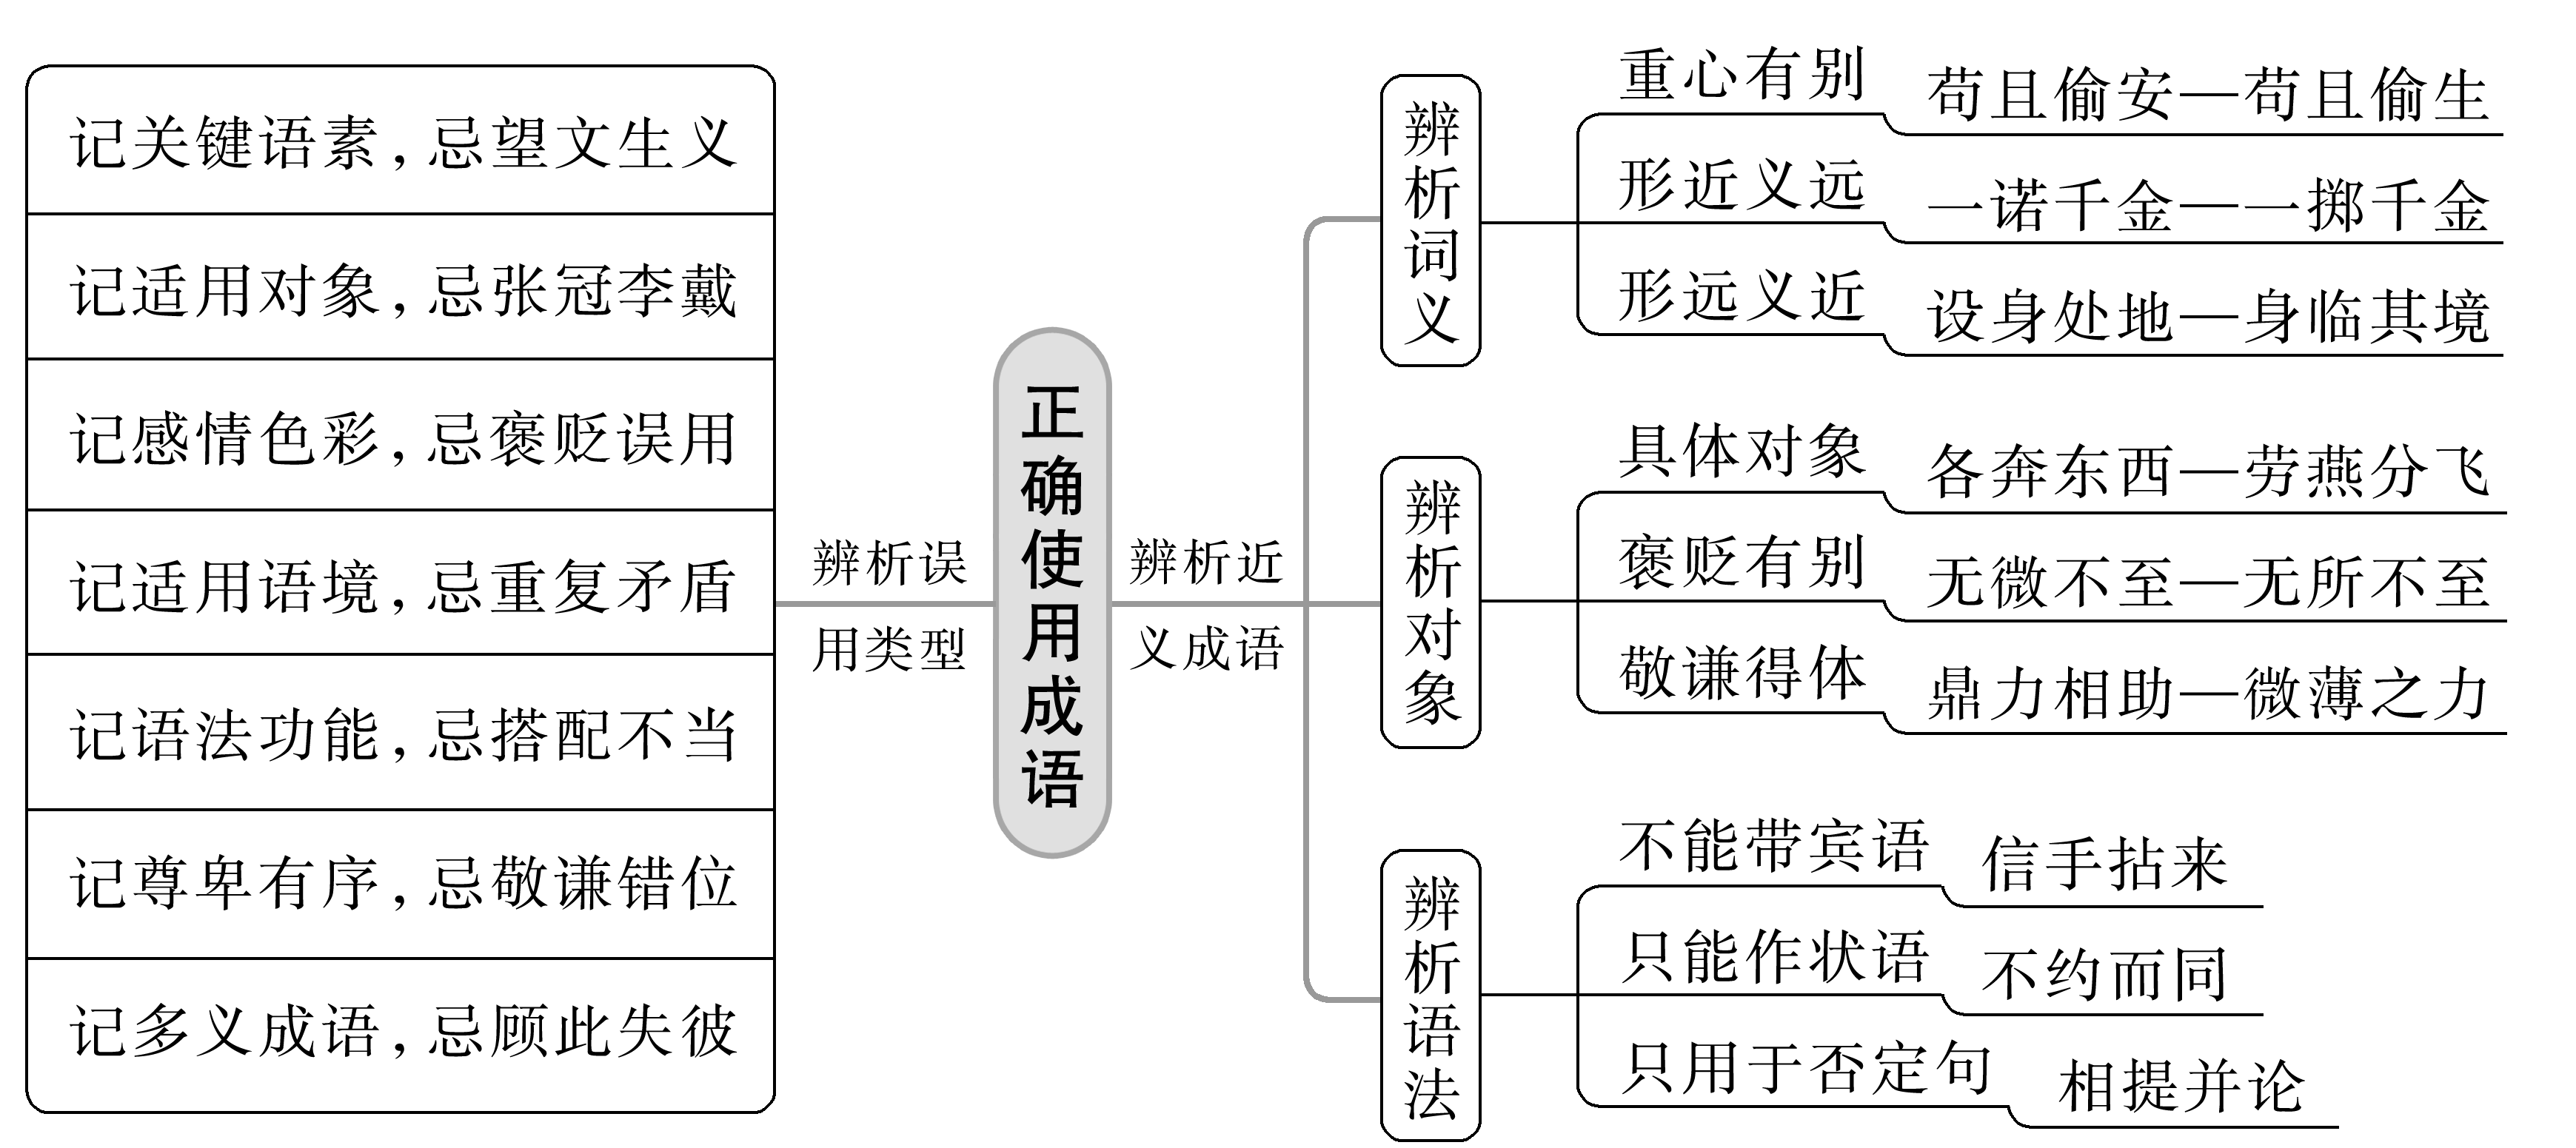 记关键语素,忌望文生义
记适用对象,忌张冠李戴
记感情色彩,忌褒贬误用
记适用语境,忌重复矛盾
记语法功能,忌搭配不当
记尊卑有序,忌敬谦错位
记多义成语,忌顾此失彼
辨析误
用类型
正确使用成语
辨析近
义成语
辨析词义
重心有别
苟且偷安—苟且偷生
形近义远
一诺千金—一掷千金
形远义近
设身处地—身临其境
辨析对象
具体对象
各奔东西—劳燕分飞
褒贬有别
无微不至—无所不至
敬谦得体
鼎力相助—微薄之力
辨析语法
不能带宾语
信手拈来
只能作状语
不约而同
只用于否定句
相提并论